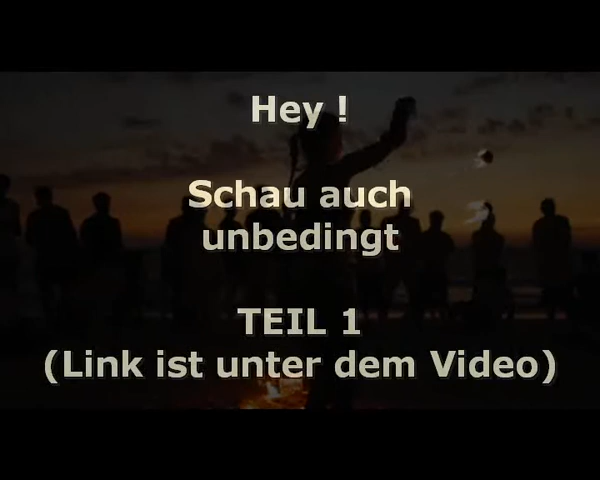 Hey !
Schau auch
unbedingt
TEIL 1
(Link ist unter dem Video)